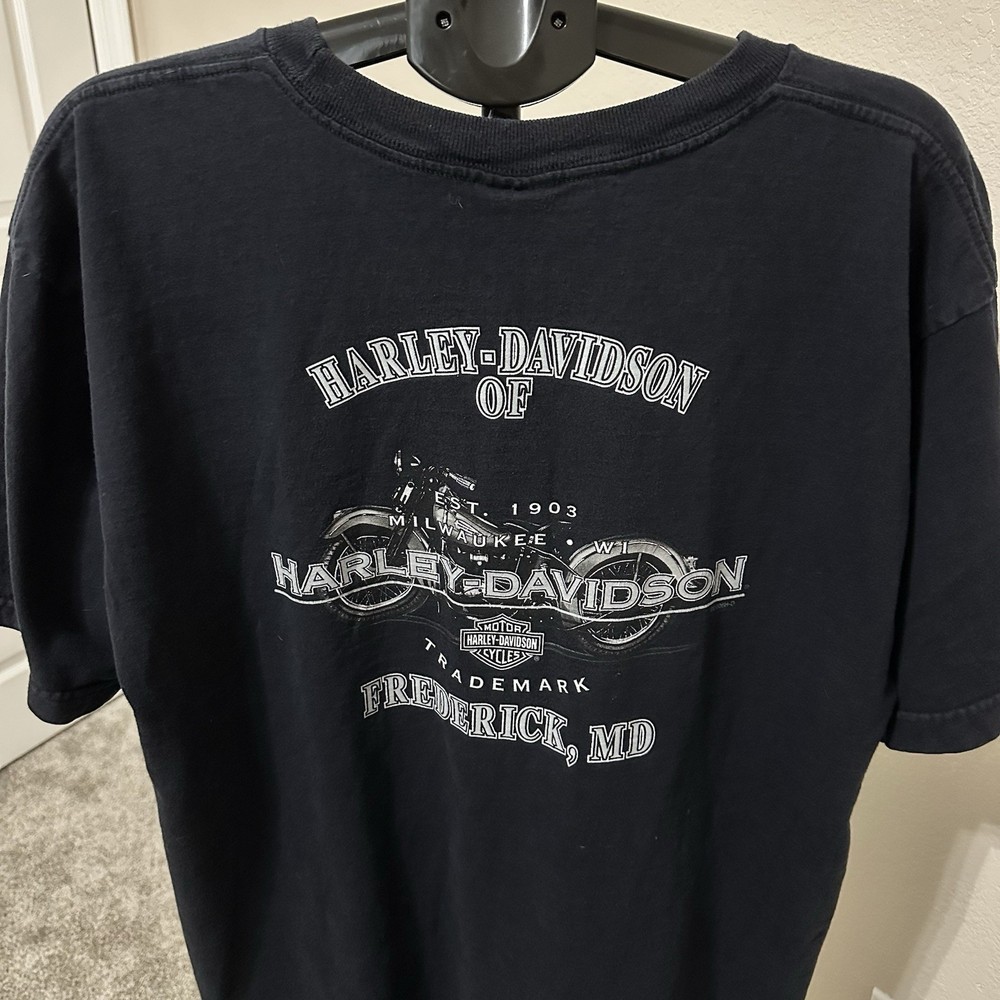 HARLEY-DAVIDSON
OF
EST. 1903
MILWAUKEE • WI
HARLEY-DAVIDSON
MOTOR
HARLEY-DAVIDSON
CYCLES
TRADEMARK
FREDERICK, MD